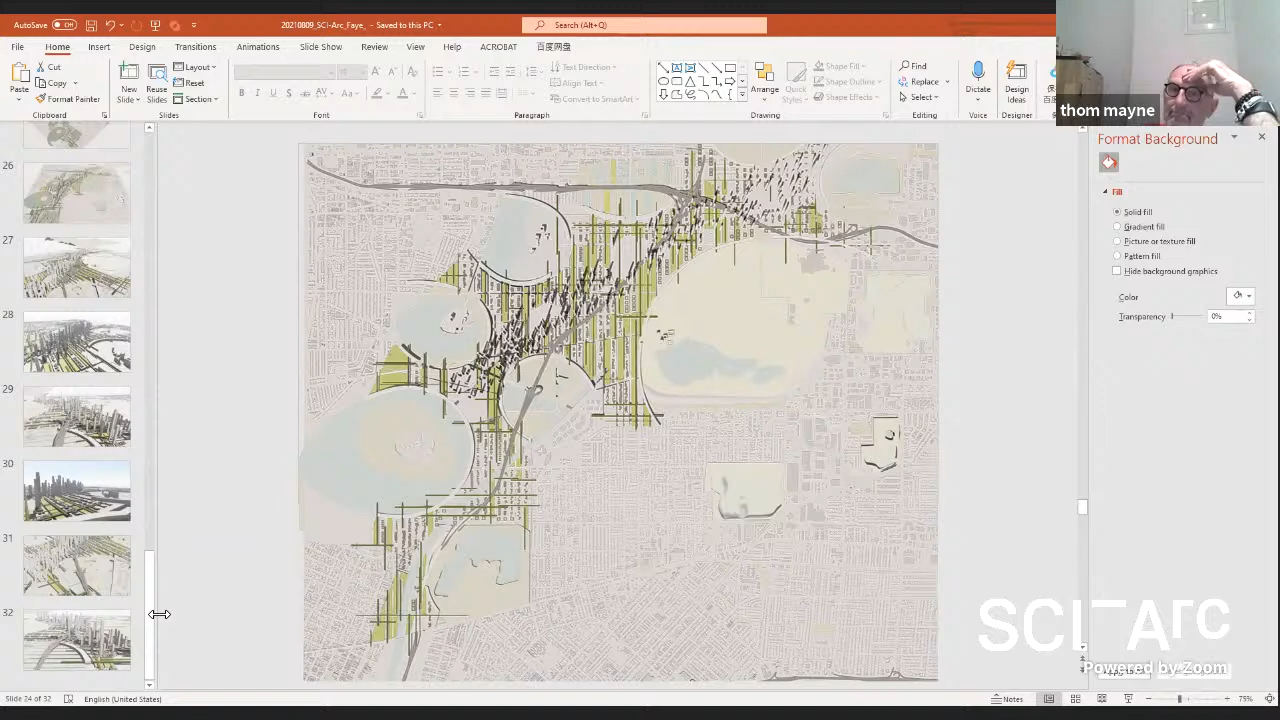 AutoSave Off 20210809_SCI-Arc_Faye_ - Saved to this PC Search (Alt+Q)
File Home Insert Design Transitions Animations Slide Show Review View Help ACROBAT 百度网盘
Paste
Cut
Copy
Format Painter
Clipboard
New Slide
Reuse Slides
Layout
Reset
Section
Slides
Font
Text Direction
Align Text
Convert to SmartArt
Paragraph
Arrange
Quick Styles
Shape Fill
Shape Outline
Shape Effects
Drawing
Find
Replace
Select
Editing
Dictate
Voice
Design Ideas
Designer
thom mayne
Format Background
Fill
Solid fill
Gradient fill
Picture or texture fill
Pattern fill
Hide background graphics
Color
Transparency 0%
26
27
28
29
30
31
32
SCI-Arc
Powered by Zoom
Slide 24 of 32 English (United States) Notes 75%